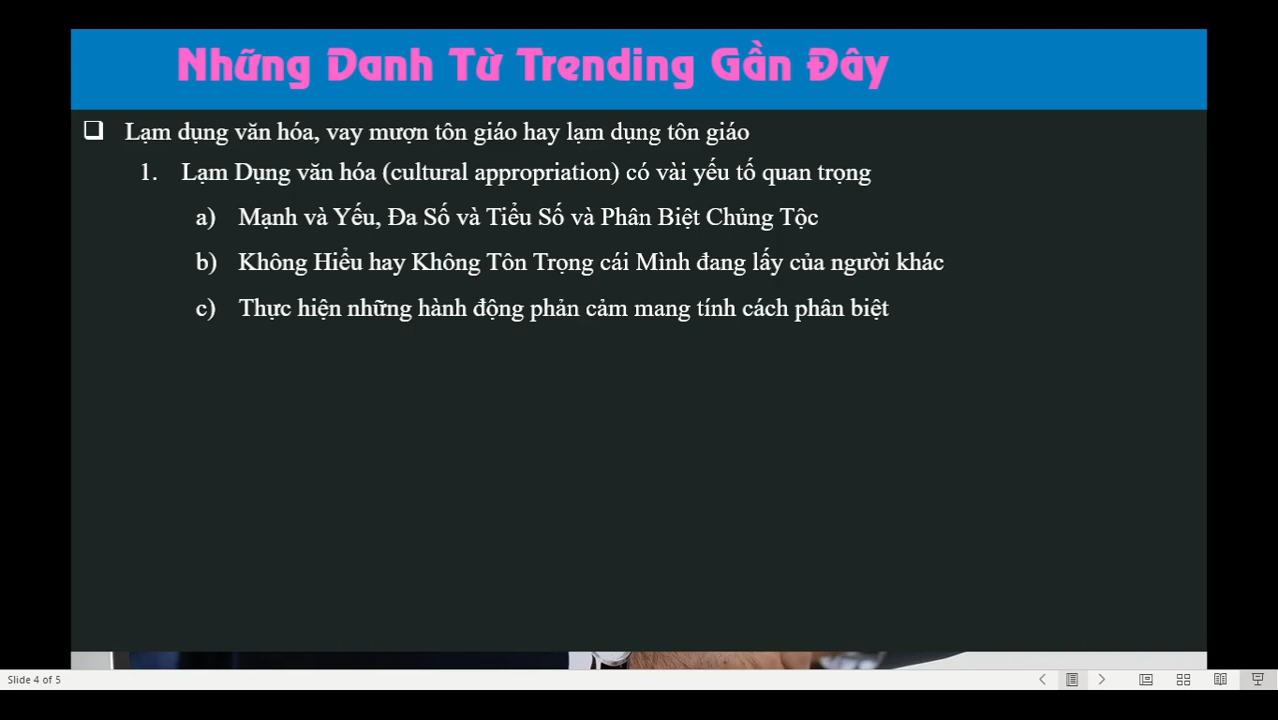 Những Danh Từ Trending Gần Đây
Lạm dụng văn hóa, vay mượn tôn giáo hay lạm dụng tôn giáo
1. Lạm Dụng văn hóa (cultural appropriation) có vài yếu tố quan trọng
a) Mạnh và Yếu, Đa Số và Tiểu Số và Phân Biệt Chủng Tộc
b) Không Hiểu hay Không Tôn Trọng cái Mình đang lấy của người khác
c) Thực hiện những hành động phản cảm mang tính cách phân biệt
Slide 4 of 5